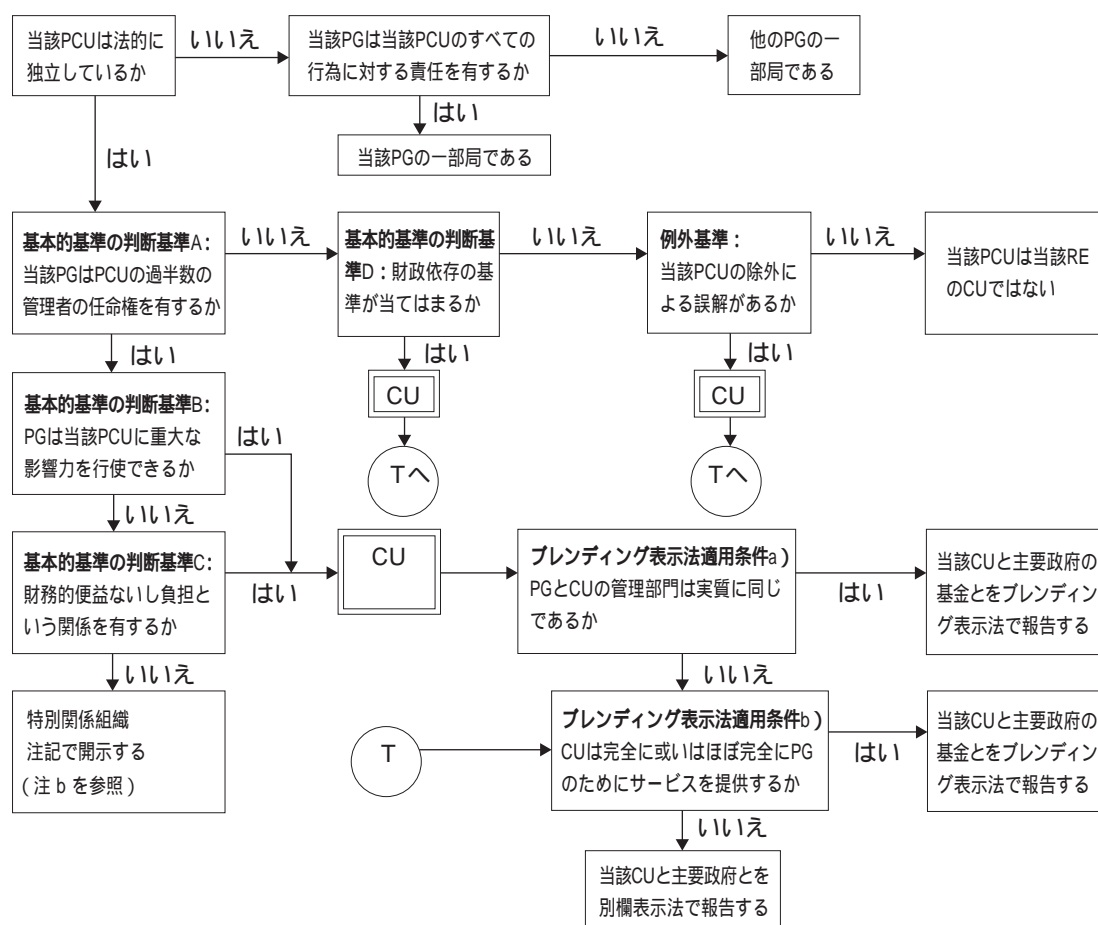 当該PCUは法的に
独立しているか
いいえ
当該PGは当該PCUのすべての
行為に対する責任を有するか
いいえ
他のPGの一
部局である
はい
当該PGの一部局である
はい
基本的基準の判断基準A：
当該PGはPCUの過半数の
管理者の任命権を有するか
いいえ
基本的基準の判断基
準D：財政依存の基
準が当てはまるか
いいえ
例外基準：
当該PCUの除外に
よる誤解があるか
いいえ
当該PCUは当該RE
のCUではない
はい
はい
はい
CU
CU
基本的基準の判断基準B：
PGは当該PCUに重大な
影響力を行使できるか
はい
Tへ
Tへ
いいえ
基本的基準の判断基準C：
財務的便益ないし負担と
いう関係を有するか
はい
CU
ブレンディング表示法適用条件a）
PGとCUの管理部門は実質に同じ
であるか
はい
当該CUと主要政府の
基金とをブレンディン
グ表示法で報告する
いいえ
いいえ
特別関係組織
注記で開示する
（注 b を参照）
T
ブレンディング表示法適用条件b）
CUは完全に或いはほぼ完全にPG
のためにサービスを提供するか
はい
当該CUと主要政府の
基金とをブレンディン
グ表示法で報告する
いいえ
当該CUと主要政府とを
別欄表示法で報告する